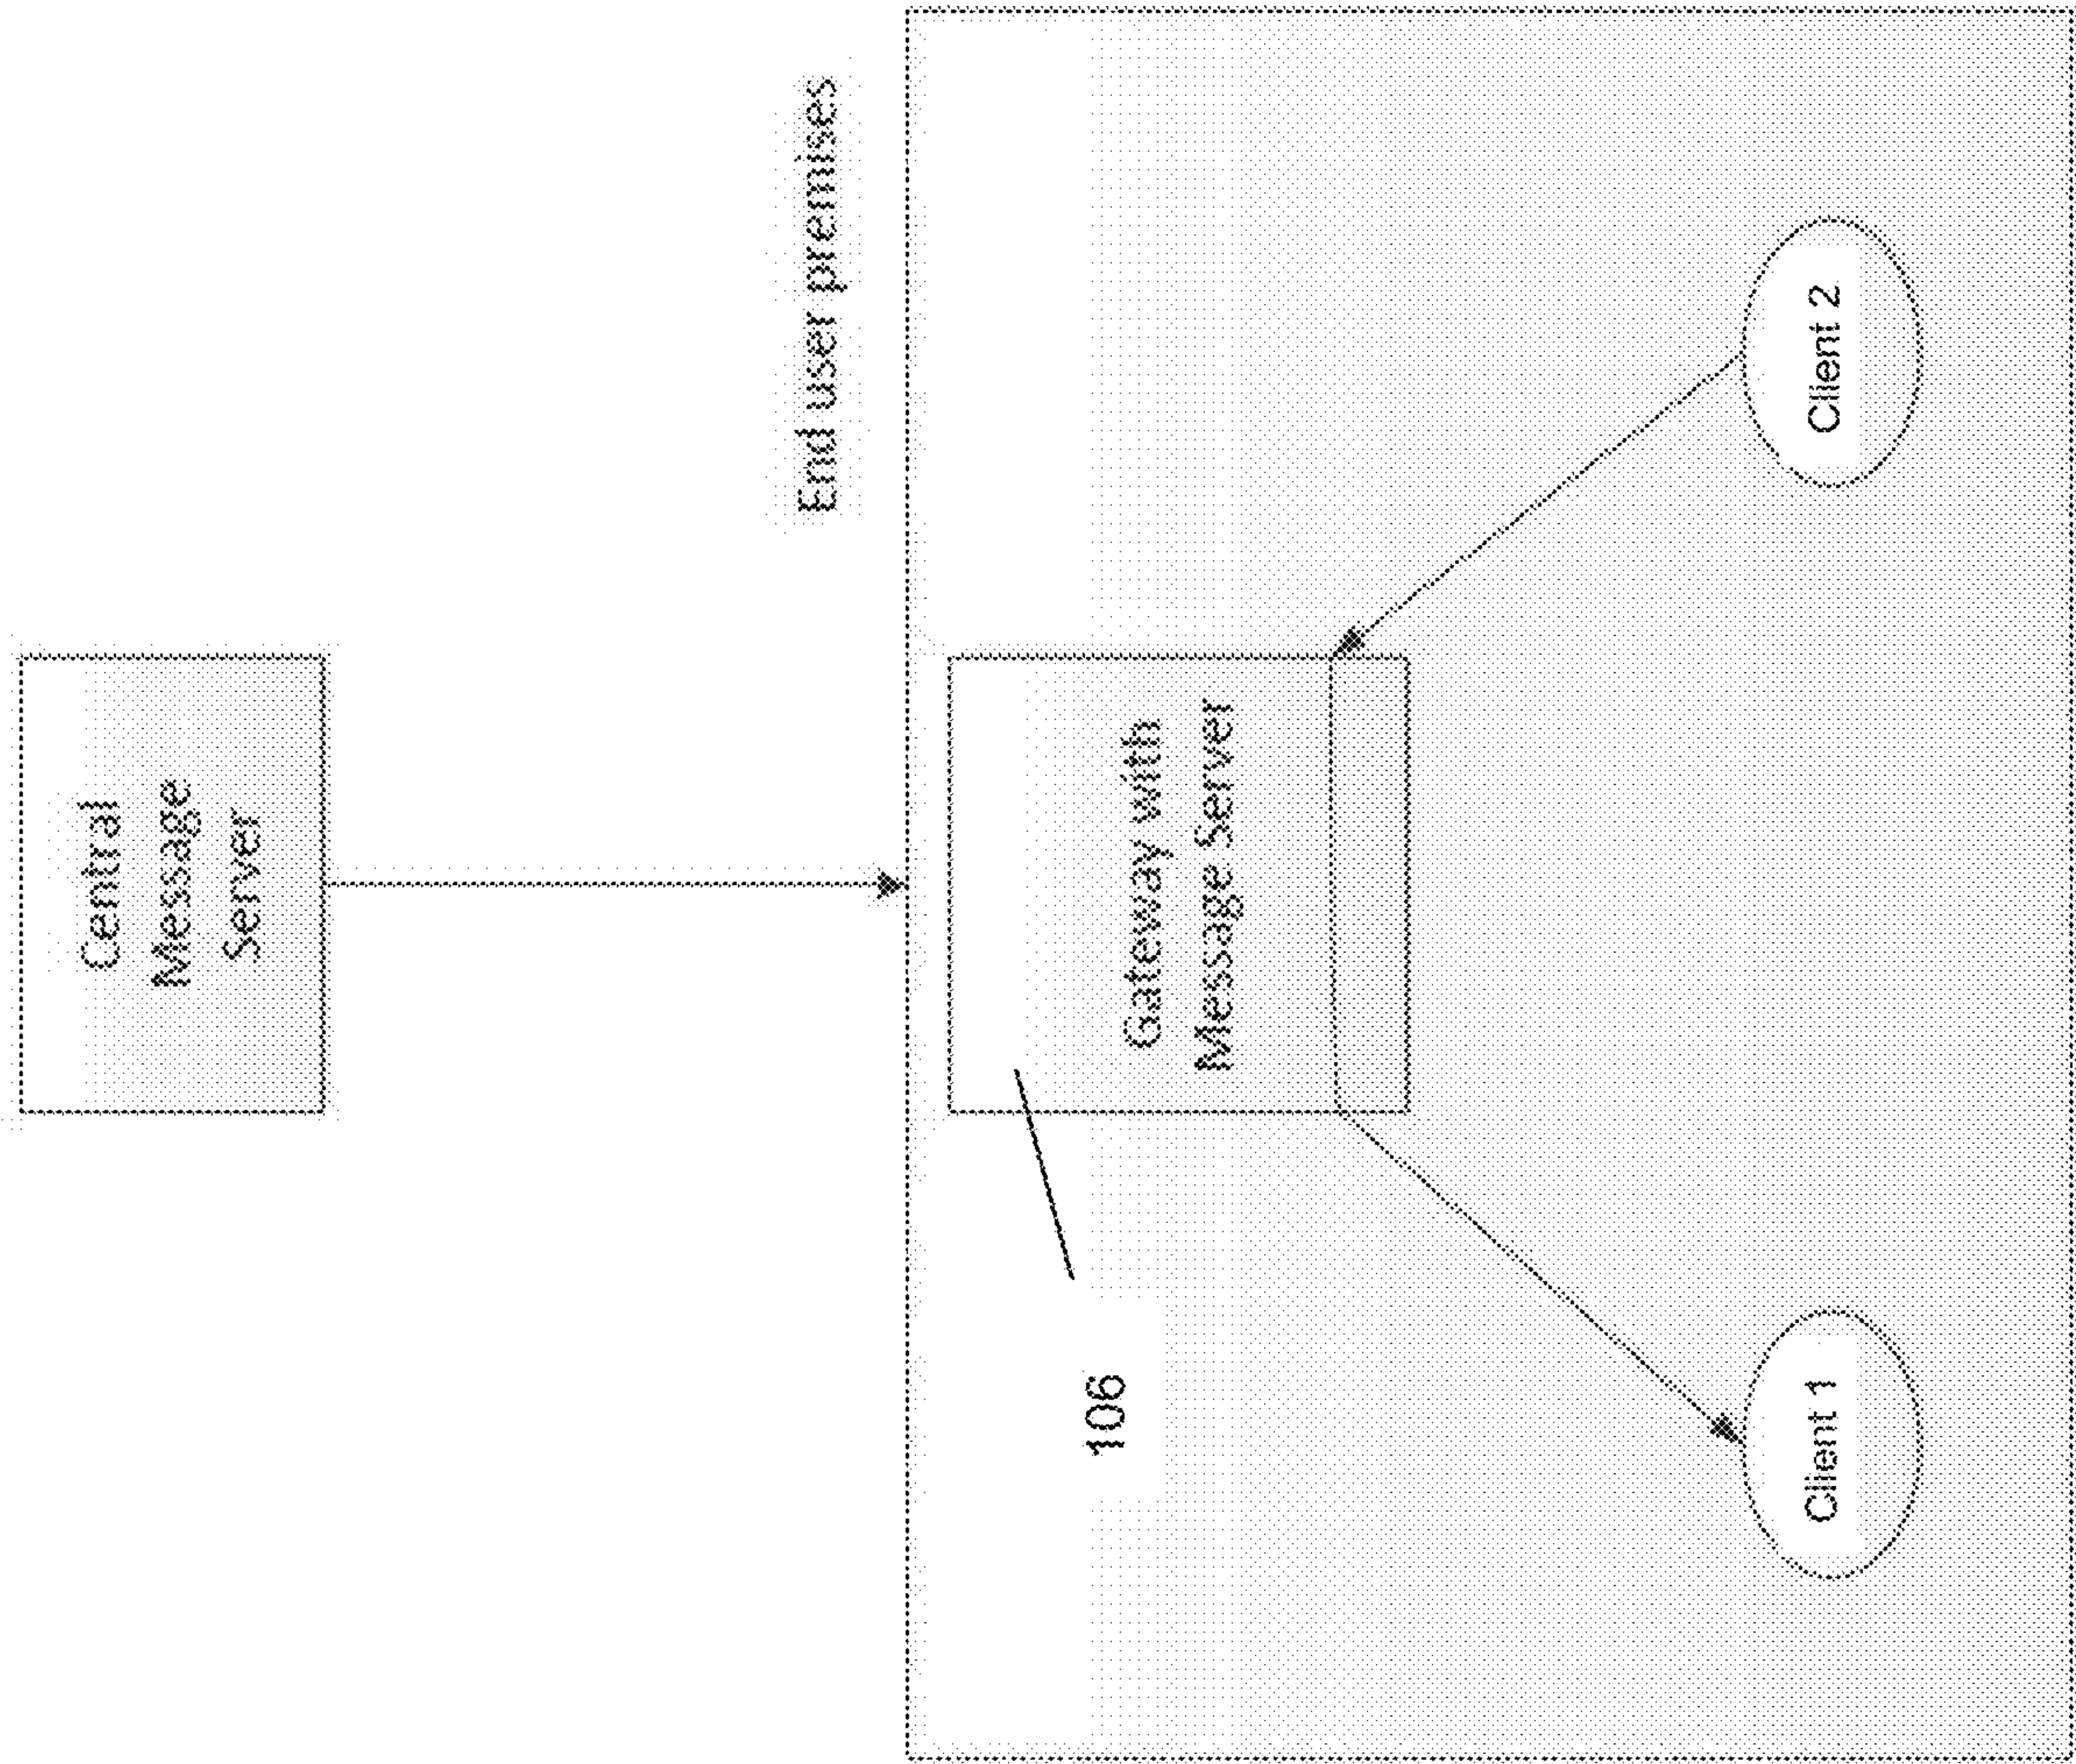 Central
Message
Server
End user premises
Gateway with
Message Server
106
Client 1
Client 2